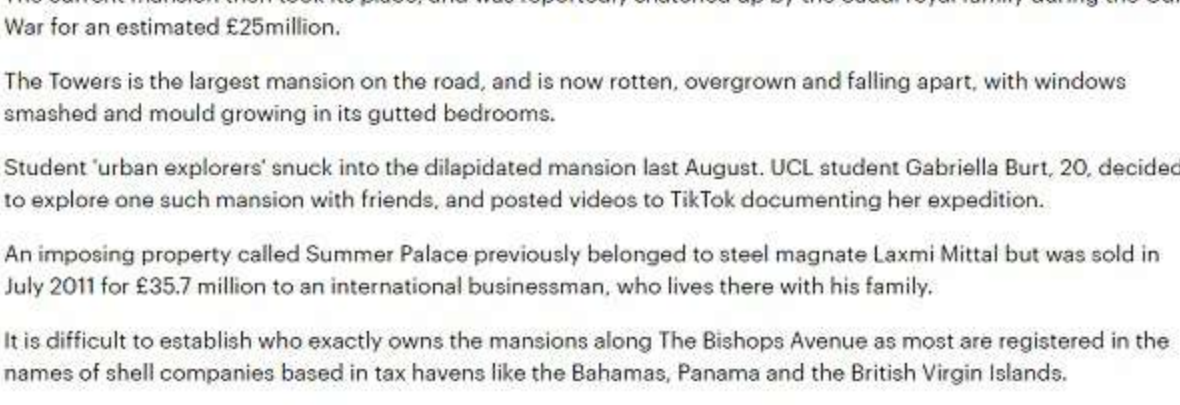 War for an estimated £25million.
The Towers is the largest mansion on the road, and is now rotten, overgrown and falling apart, with windows
smashed and mould growing in its gutted bedrooms.
Student 'urban explorers' snuck into the dilapidated mansion last August. UCL student Gabriella Burt, 20, decided
to explore one such mansion with friends, and posted videos to TikTok documenting her expedition.
An imposing property called Summer Palace previously belonged to steel magnate Laxmi Mittal but was sold in
July 2011 for £35.7 million to an international businessman, who lives there with his family.
It is difficult to establish who exactly owns the mansions along The Bishops Avenue as most are registered in the
names of shell companies based in tax havens like the Bahamas, Panama and the British Virgin Islands.